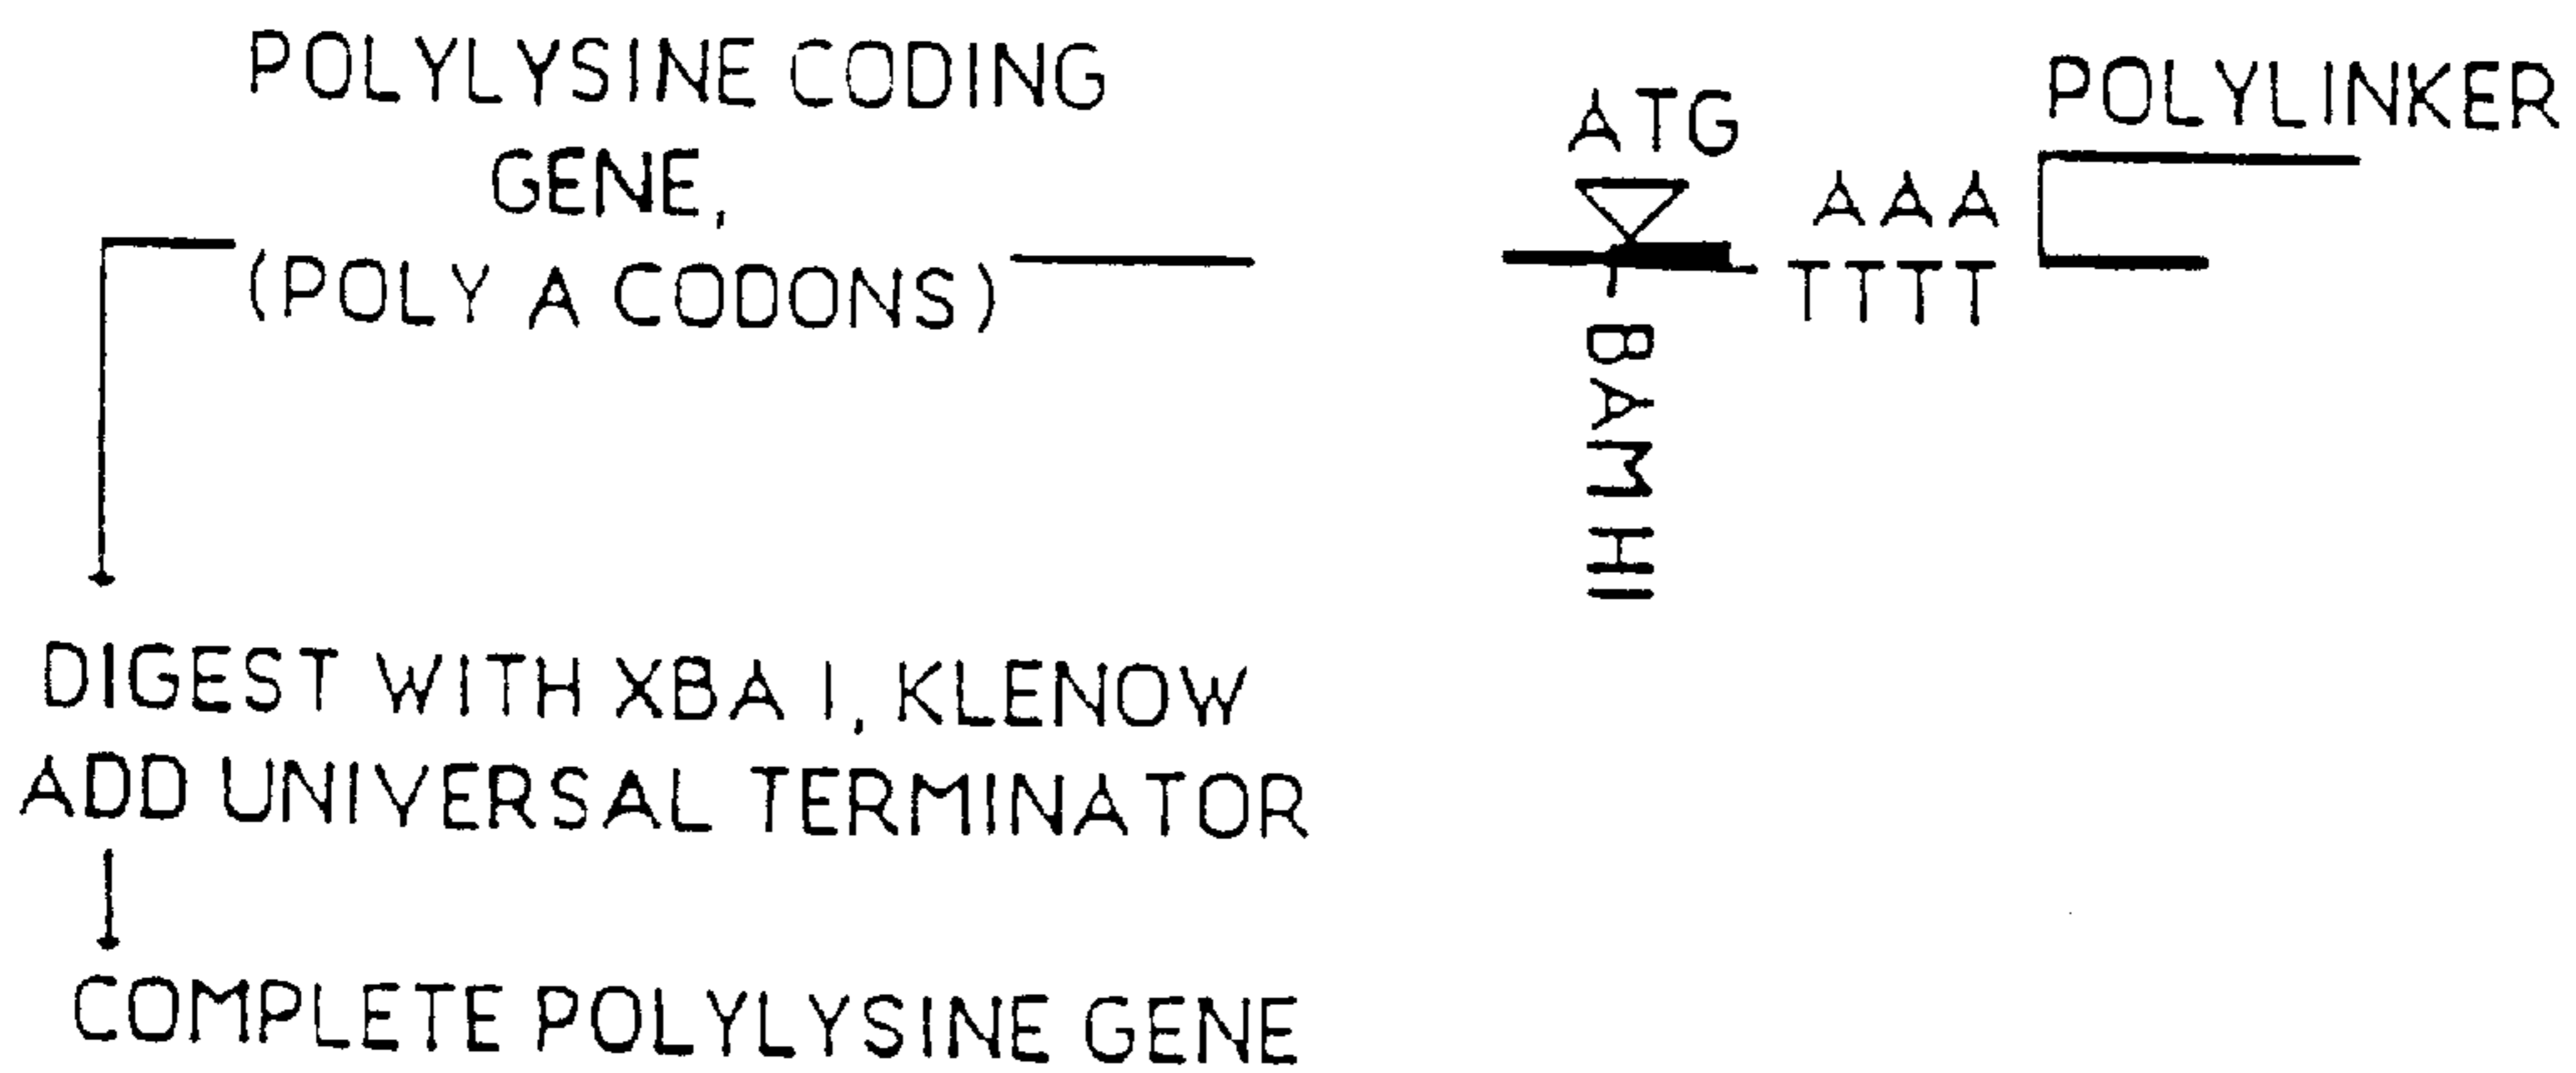 POLYLYSINE CODING
GENE,
(POLY A CODONS)
ATG
POLYLINKER
AAA
TTTT
BAMHI
DIGEST WITH XBA I, KLENOW
ADD UNIVERSAL TERMINATOR
COMPLETE POLYLYSINE GENE